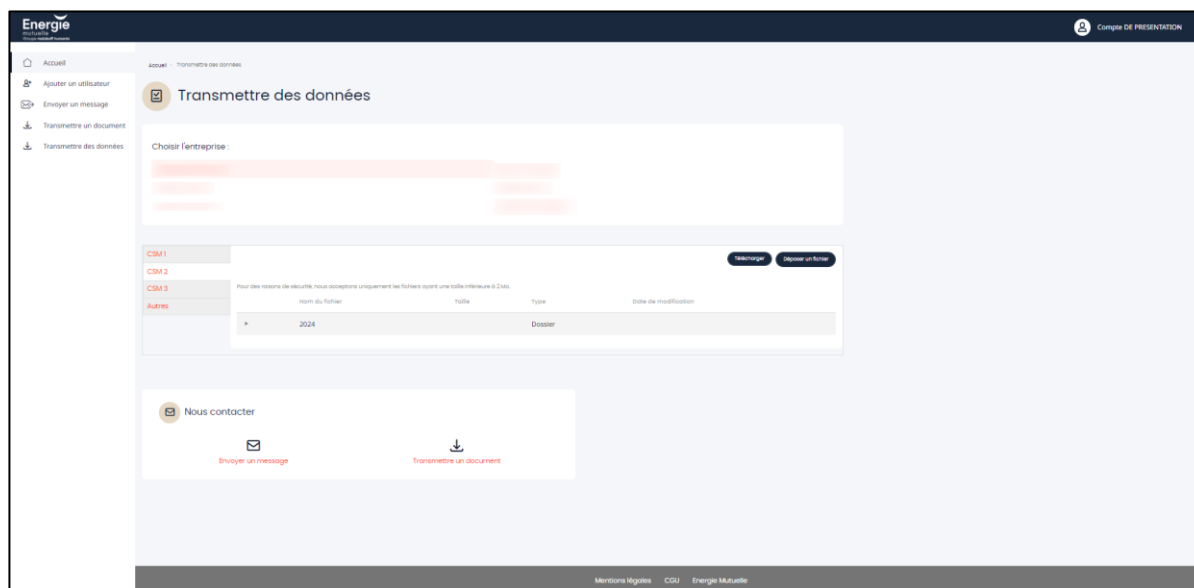 Energie
mutuelle
Groupe malakoff humanis
Compte DE PRESENTATION
Accueil
Ajouter un utilisateur
Envoyer un message
Transmettre un document
Transmettre des données
Accueil - Transmettre des données
Transmettre des données
Choisir l'entreprise :
CSM 1
CSM 2
CSM 3
Autres
Télécharger
Déposer un fichier
Pour des raisons de sécurité, nous acceptons uniquement les fichiers ayant une taille inférieure à 2 Mo.
Nom du fichier Taille Type Date de modification
2024 Dossier
Nous contacter
Envoyer un message
Transmettre un document
Mentions légales CGU Energie Mutuelle